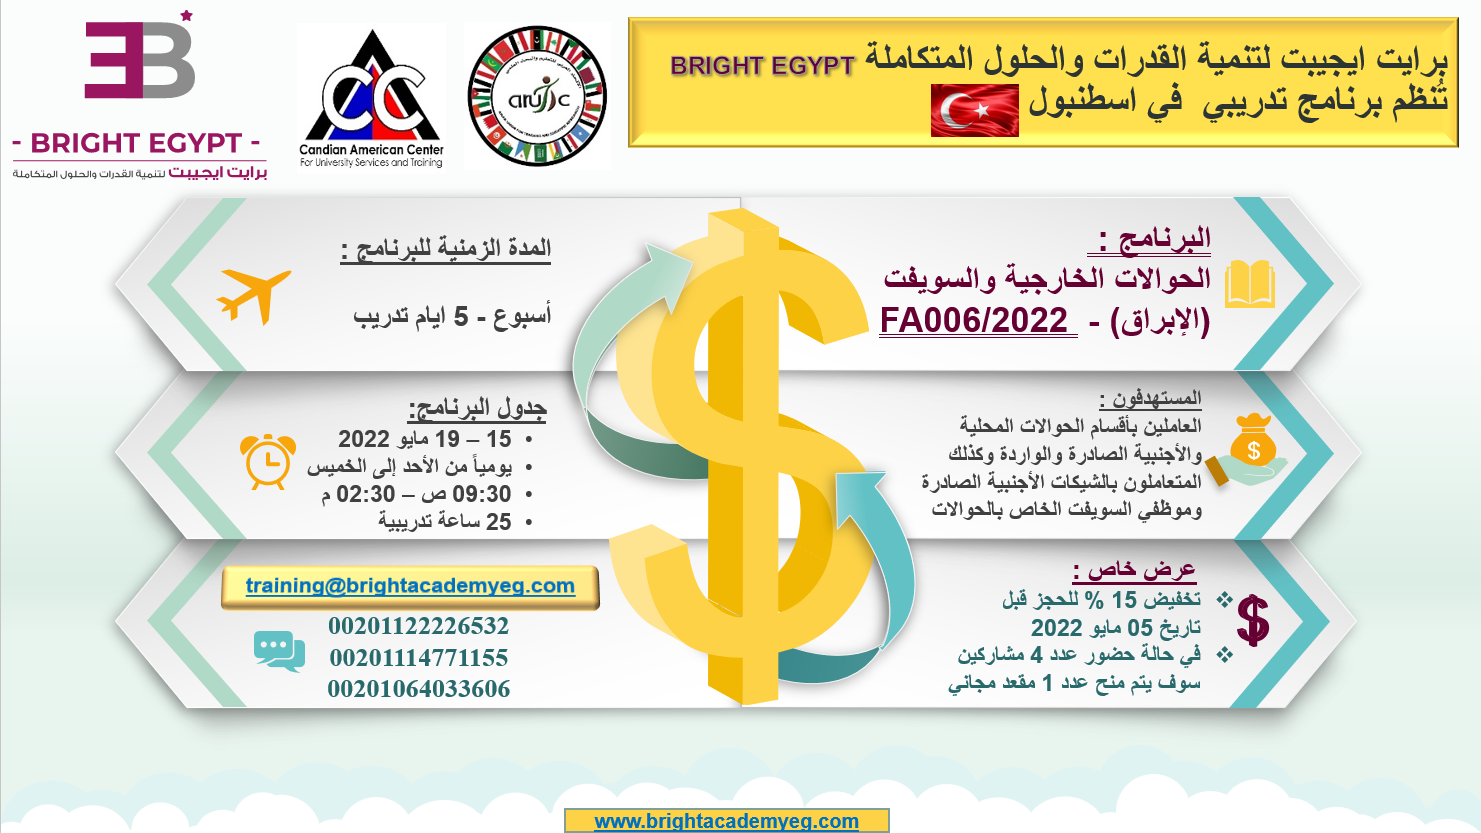 برايت ايجيبت لتنمية القدرات والحلول المتكاملة BRIGHT EGYPT
تُنظم برنامج تدريبي في اسطنبول
EB
- BRIGHT EGYPT -
برايت ايجيبت لتنمية القدرات والحلول المتكاملة
CAC
Candian American Center
For University Services and Training
البرنامج :
الحوالات الخارجية والسويفت
(الإبراق) - FA006/2022
المدة الزمنية للبرنامج :
أسبوع - 5 ايام تدريب
المستهدفون :
العاملين بأقسام الحوالات المحلية
والأجنبية الصادرة والواردة وكذلك
المتعاملون بالشيكات الأجنبية الصادرة
وموظفي السويفت الخاص بالحوالات
جدول البرنامج:
• 15 – 19 مايو 2022
• يومياً من الأحد إلى الخميس
• 09:30 ص – 02:30 م
• 25 ساعة تدريبية
عرض خاص :
❖ تخفيض 15 % للحجز قبل
تاريخ 05 مايو 2022
❖ في حالة حضور عدد 4 مشاركين
سوف يتم منح عدد 1 مقعد مجاني
training@brightacademyeg.com
00201122226532
00201114771155
00201064033606
www.brightacademyeg.com